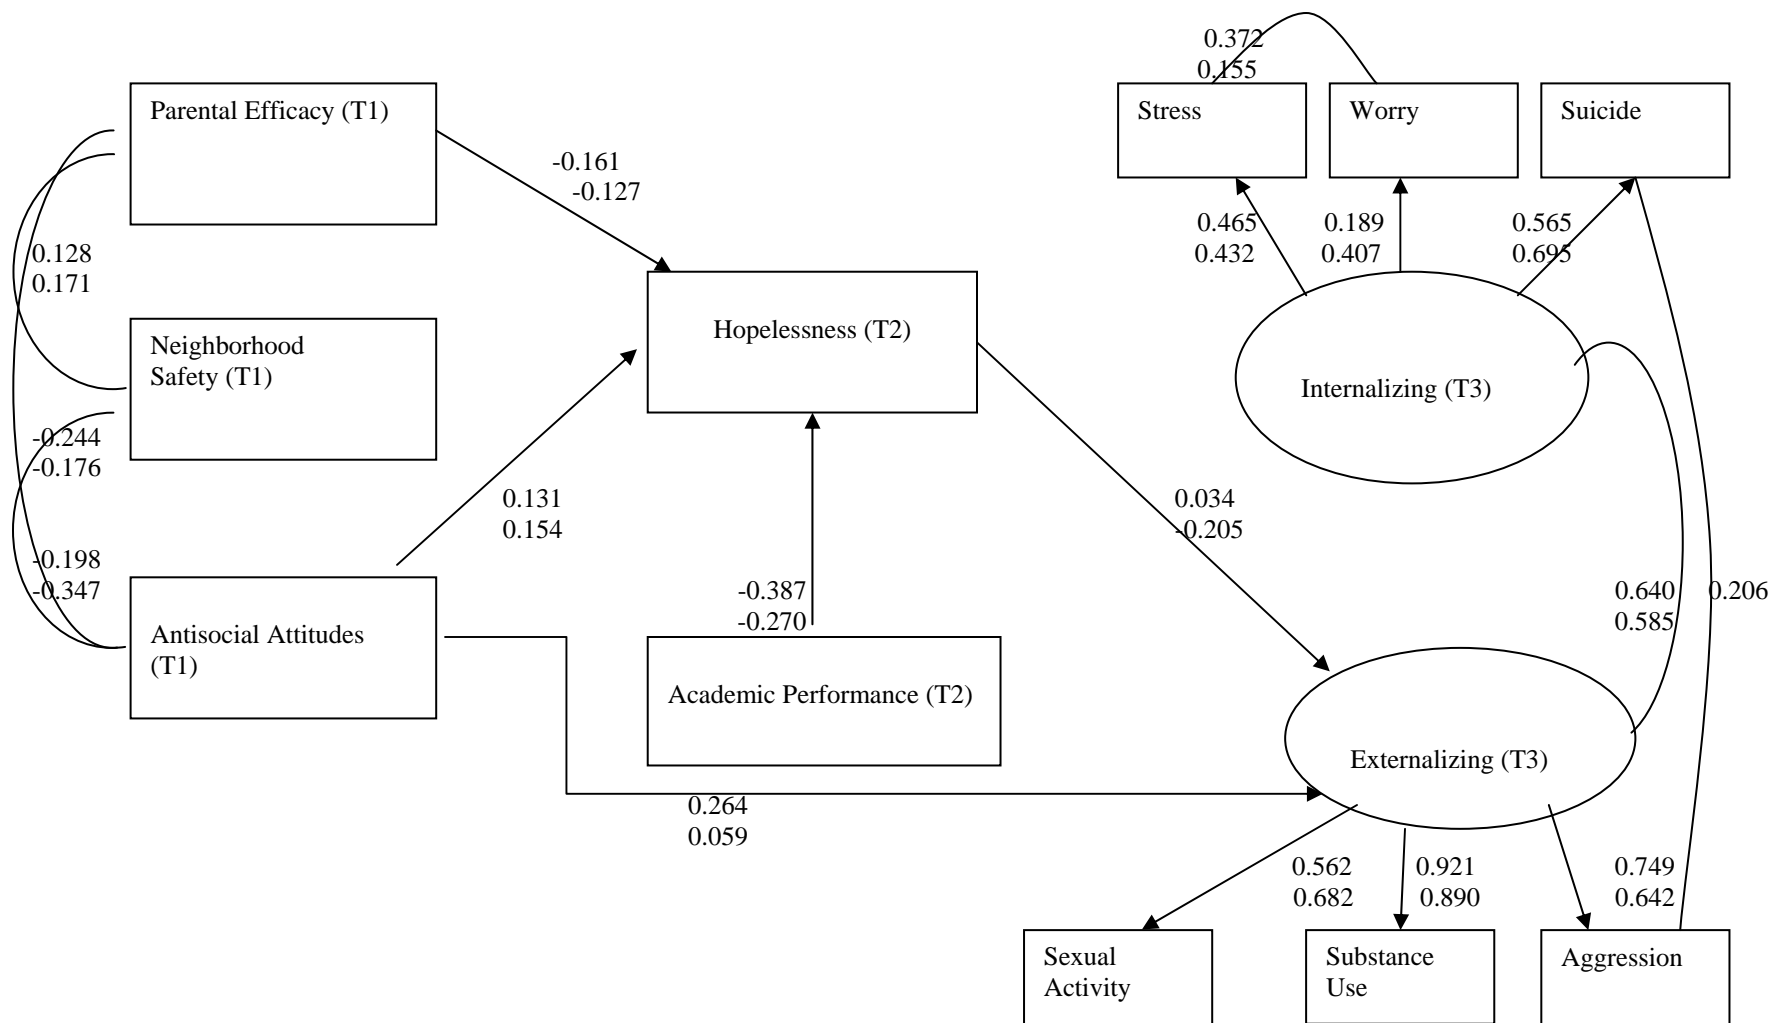 0.372
0.155
Parental Efficacy (T1)
Stress
Worry
Suicide
-0.161
-0.127
0.465
0.432
0.189
0.407
0.565
0.695
0.128
0.171
Hopelessness (T2)
Neighborhood
Safety (T1)
Internalizing (T3)
-0.244
-0.176
0.131
0.154
0.034
-0.205
-0.198
-0.347
-0.387
-0.270
0.640
0.585
0.206
Antisocial Attitudes
(T1)
Academic Performance (T2)
Externalizing (T3)
0.264
0.059
0.562
0.682
0.921
0.890
0.749
0.642
Sexual
Activity
Substance
Use
Aggression